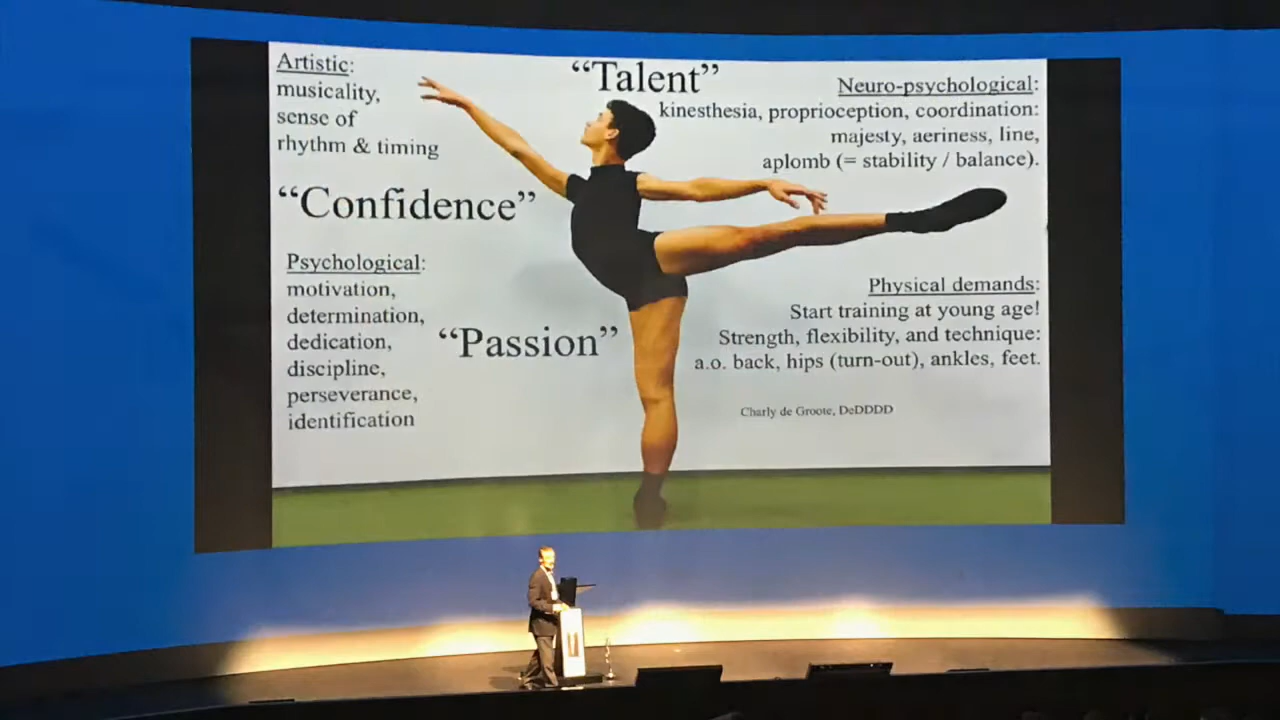 Artistic:
musicality,
sense of
rhythm & timing
“Talent”
Neuro-psychological:
kinesthesia, proprioception, coordination:
majesty, aeriness, line,
aplomb (= stability / balance).
“Confidence”
Psychological:
motivation,
determination,
dedication,
discipline,
perseverance,
identification
“Passion”
Physical demands:
Start training at young age!
Strength, flexibility, and technique:
a.o. back, hips (turn-out), ankles, feet.
Charly de Groote, DeDDDD